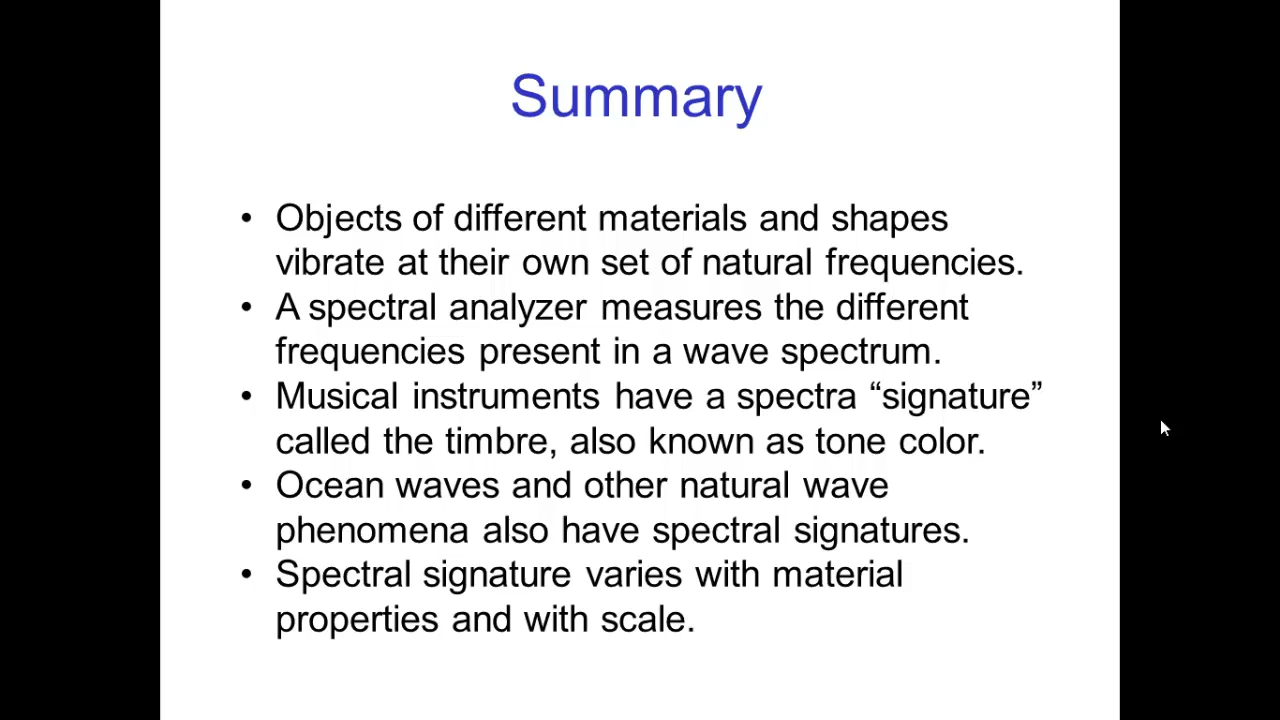 Summary
• Objects of different materials and shapes
vibrate at their own set of natural frequencies.
• A spectral analyzer measures the different
frequencies present in a wave spectrum.
• Musical instruments have a spectra “signature”
called the timbre, also known as tone color.
• Ocean waves and other natural wave
phenomena also have spectral signatures.
• Spectral signature varies with material
properties and with scale.